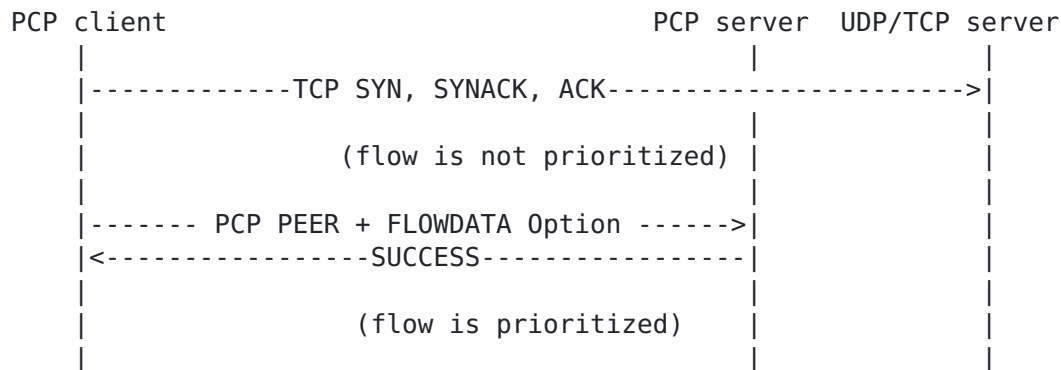 PCP client                               PCP server  UDP/TCP server
    |                                          |              |
    |-------------TCP SYN, SYNACK, ACK----------------------->|
    |                                          |              |
    |                (flow is not prioritized) |              |
    |                                          |              |
    |------- PCP PEER + FLOWDATA Option ------>|              |
    |<-----------------SUCCESS-----------------|              |
    |                                          |              |
    |                 (flow is prioritized)    |              |
    |                                          |              |